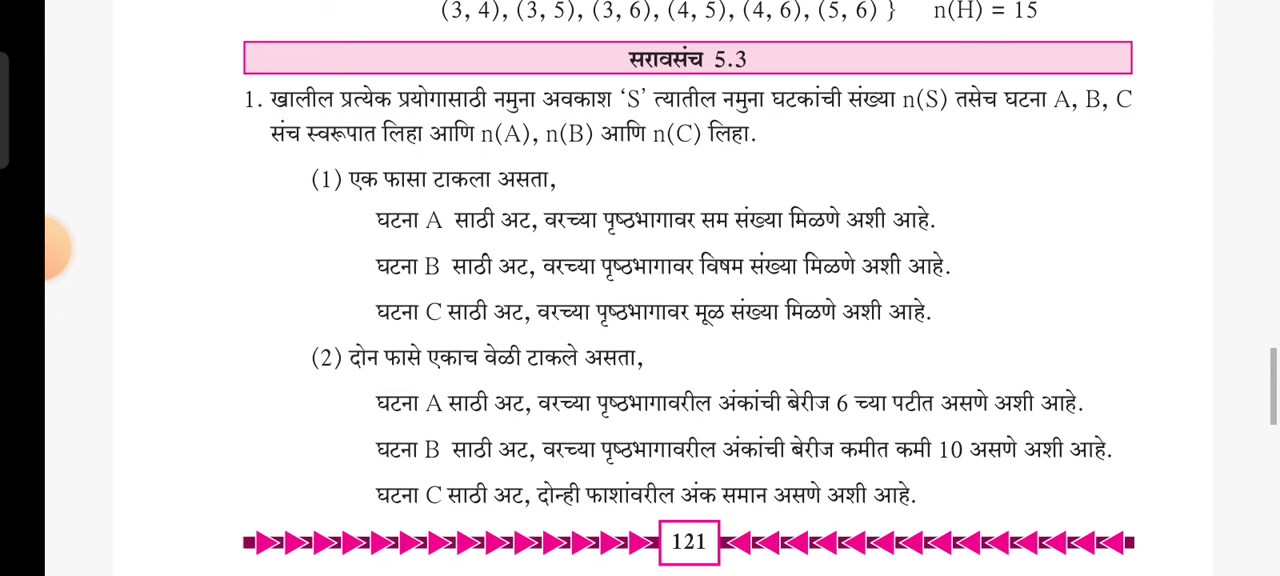 (3, 4), (3, 5), (3, 6), (4, 5), (4, 6), (5, 6) } n(H) = 15
सरावसंच 5.3
1. खालील प्रत्येक प्रयोगासाठी नमुना अवकाश ‘S’ त्यातील नमुना घटकांची संख्या n(S) तसेच घटना A, B, C
संच स्वरूपात लिहा आणि n(A), n(B) आणि n(C) लिहा.
(1) एक फासा टाकला असता,
घटना A साठी अट, वरच्या पृष्ठभागावर सम संख्या मिळणे अशी आहे.
घटना B साठी अट, वरच्या पृष्ठभागावर विषम संख्या मिळणे अशी आहे.
घटना C साठी अट, वरच्या पृष्ठभागावर मूळ संख्या मिळणे अशी आहे.
(2) दोन फासे एकाच वेळी टाकले असता,
घटना A साठी अट, वरच्या पृष्ठभागावरील अंकांची बेरीज 6 च्या पटीत असणे अशी आहे.
घटना B साठी अट, वरच्या पृष्ठभागावरील अंकांची बेरीज कमीत कमी 10 असणे अशी आहे.
घटना C साठी अट, दोन्ही फाशांवरील अंक समान असणे अशी आहे.
121